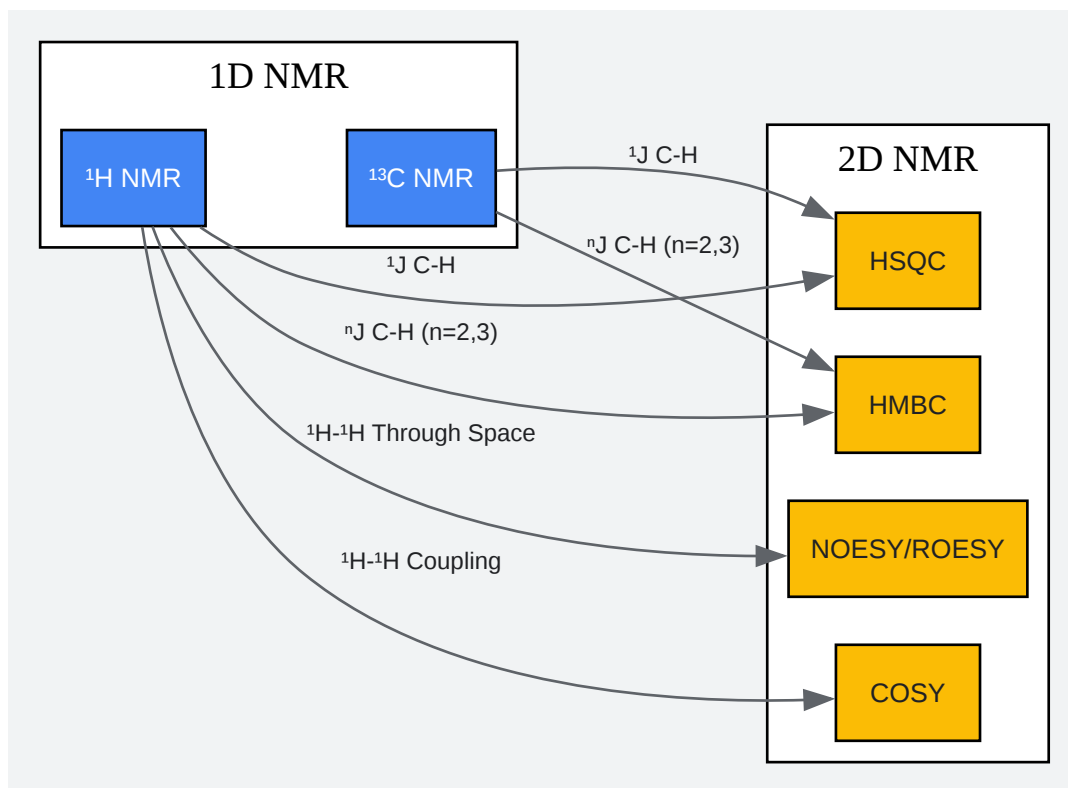 1D NMR
¹H NMR
¹³C NMR
2D NMR
¹J C-H
ⁿJ C-H (n=2,3)
HSQC
¹J C-H
ⁿJ C-H (n=2,3)
HMBC
¹H-¹H Through Space
NOESY/ROESY
¹H-¹H Coupling
COSY